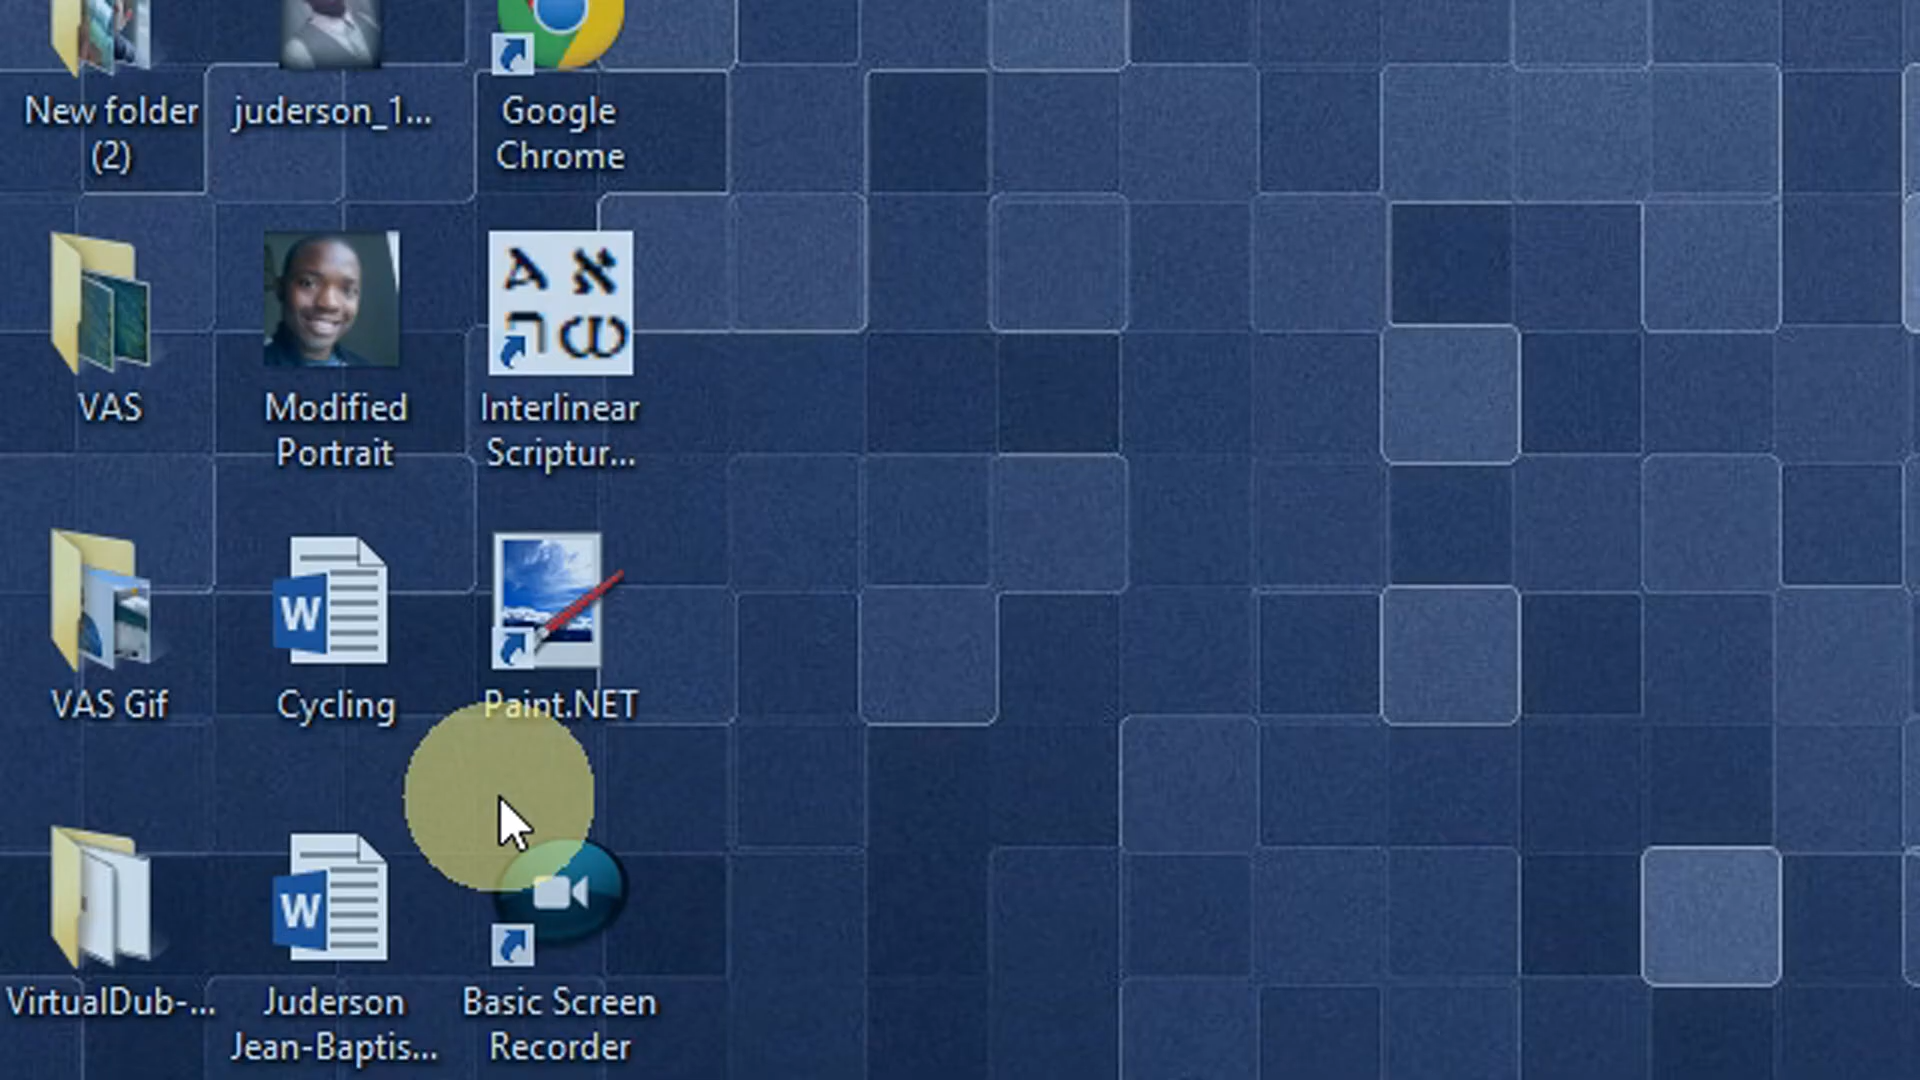 New folder
(2)
juderson_1...
Google
Chrome
VAS
Modified
Portrait
A א
ה ω
Interlinear
Scriptur...
VAS Gif
W
Cycling
Paint.NET
VirtualDub-...
W
Juderson
Jean-Baptis...
Basic Screen
Recorder